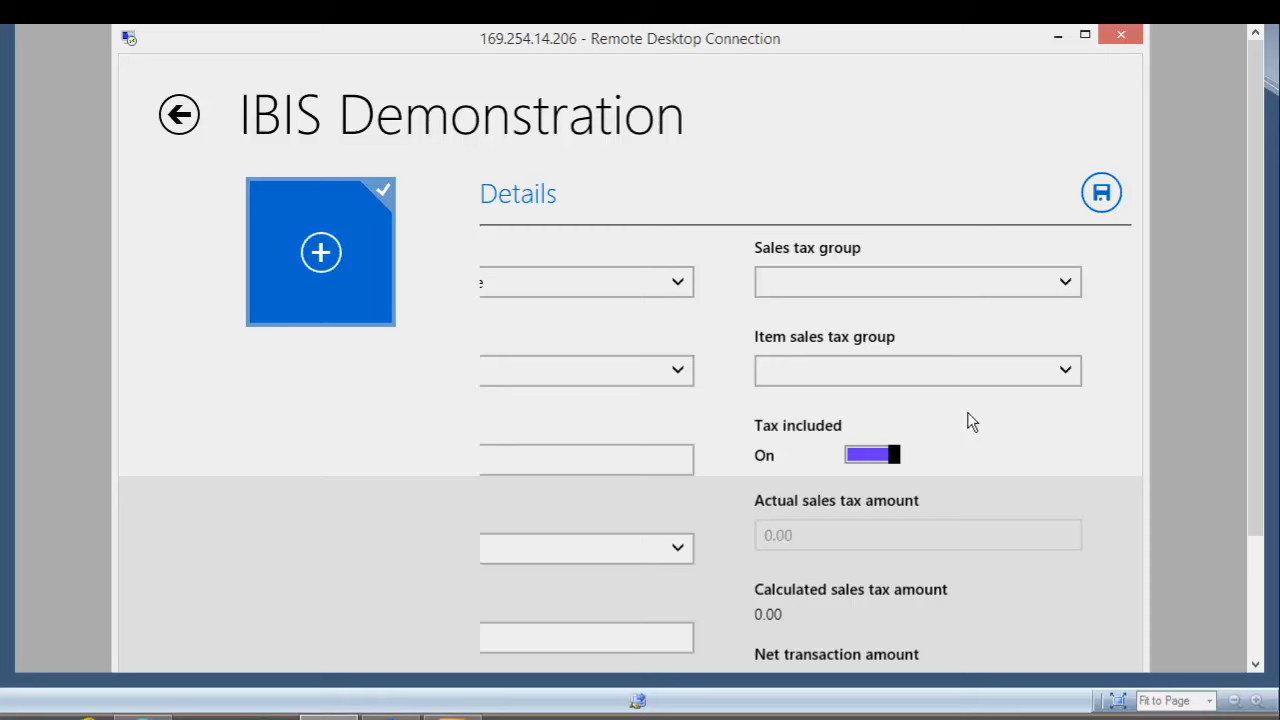 169.254.14.206 - Remote Desktop Connection
IBIS Demonstration
Details
e
Sales tax group
Item sales tax group
Tax included
On
Actual sales tax amount
0.00
Calculated sales tax amount
0.00
Net transaction amount
Fit to Page